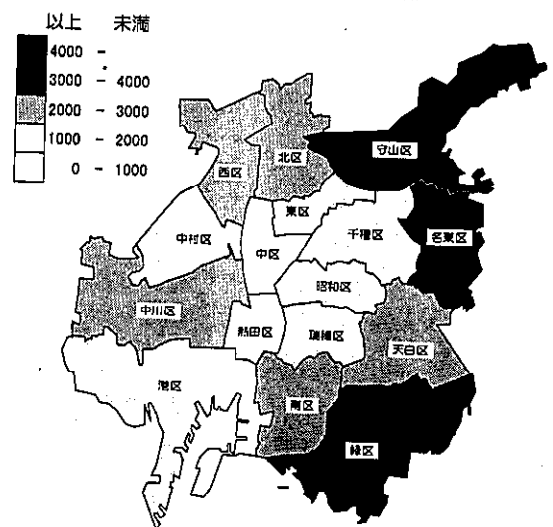 以上 未満
4000 -
3000 - 4000
2000 - 3000
1000 - 2000
0 - 1000
守山区
北区
西区
東区
千種区
名東区
中村区
中区
昭和区
中川区
熱田区
瑞穂区
天白区
港区
南区
緑区